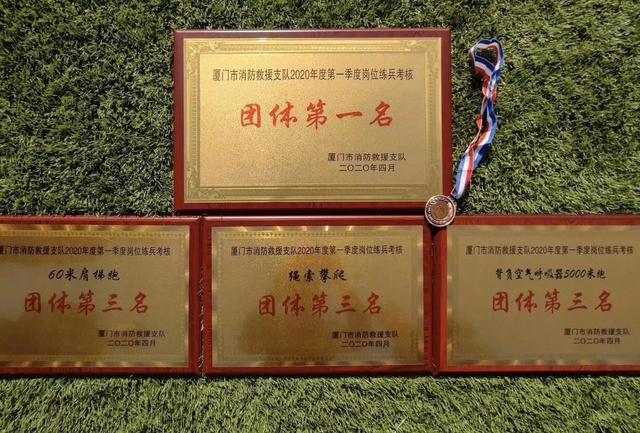 厦门市消防救援支队2020年度第一季度岗位练兵考核
团体第一名
厦门市消防救援支队
二〇二〇年四月
厦门市消防救援支队2020年度第一季度岗位练兵考核
60米肩梯跑
团体第三名
厦门市消防救援支队
二〇二〇年四月
厦门市消防救援支队2020年度第一季度岗位练兵考核
绳索攀爬
团体第三名
厦门市消防救援支队
二〇二〇年四月
厦门市消防救援支队2020年度第一季度岗位练兵考核
背负空气呼吸器5000米跑
团体第三名
厦门市消防救援支队
二〇二〇年四月